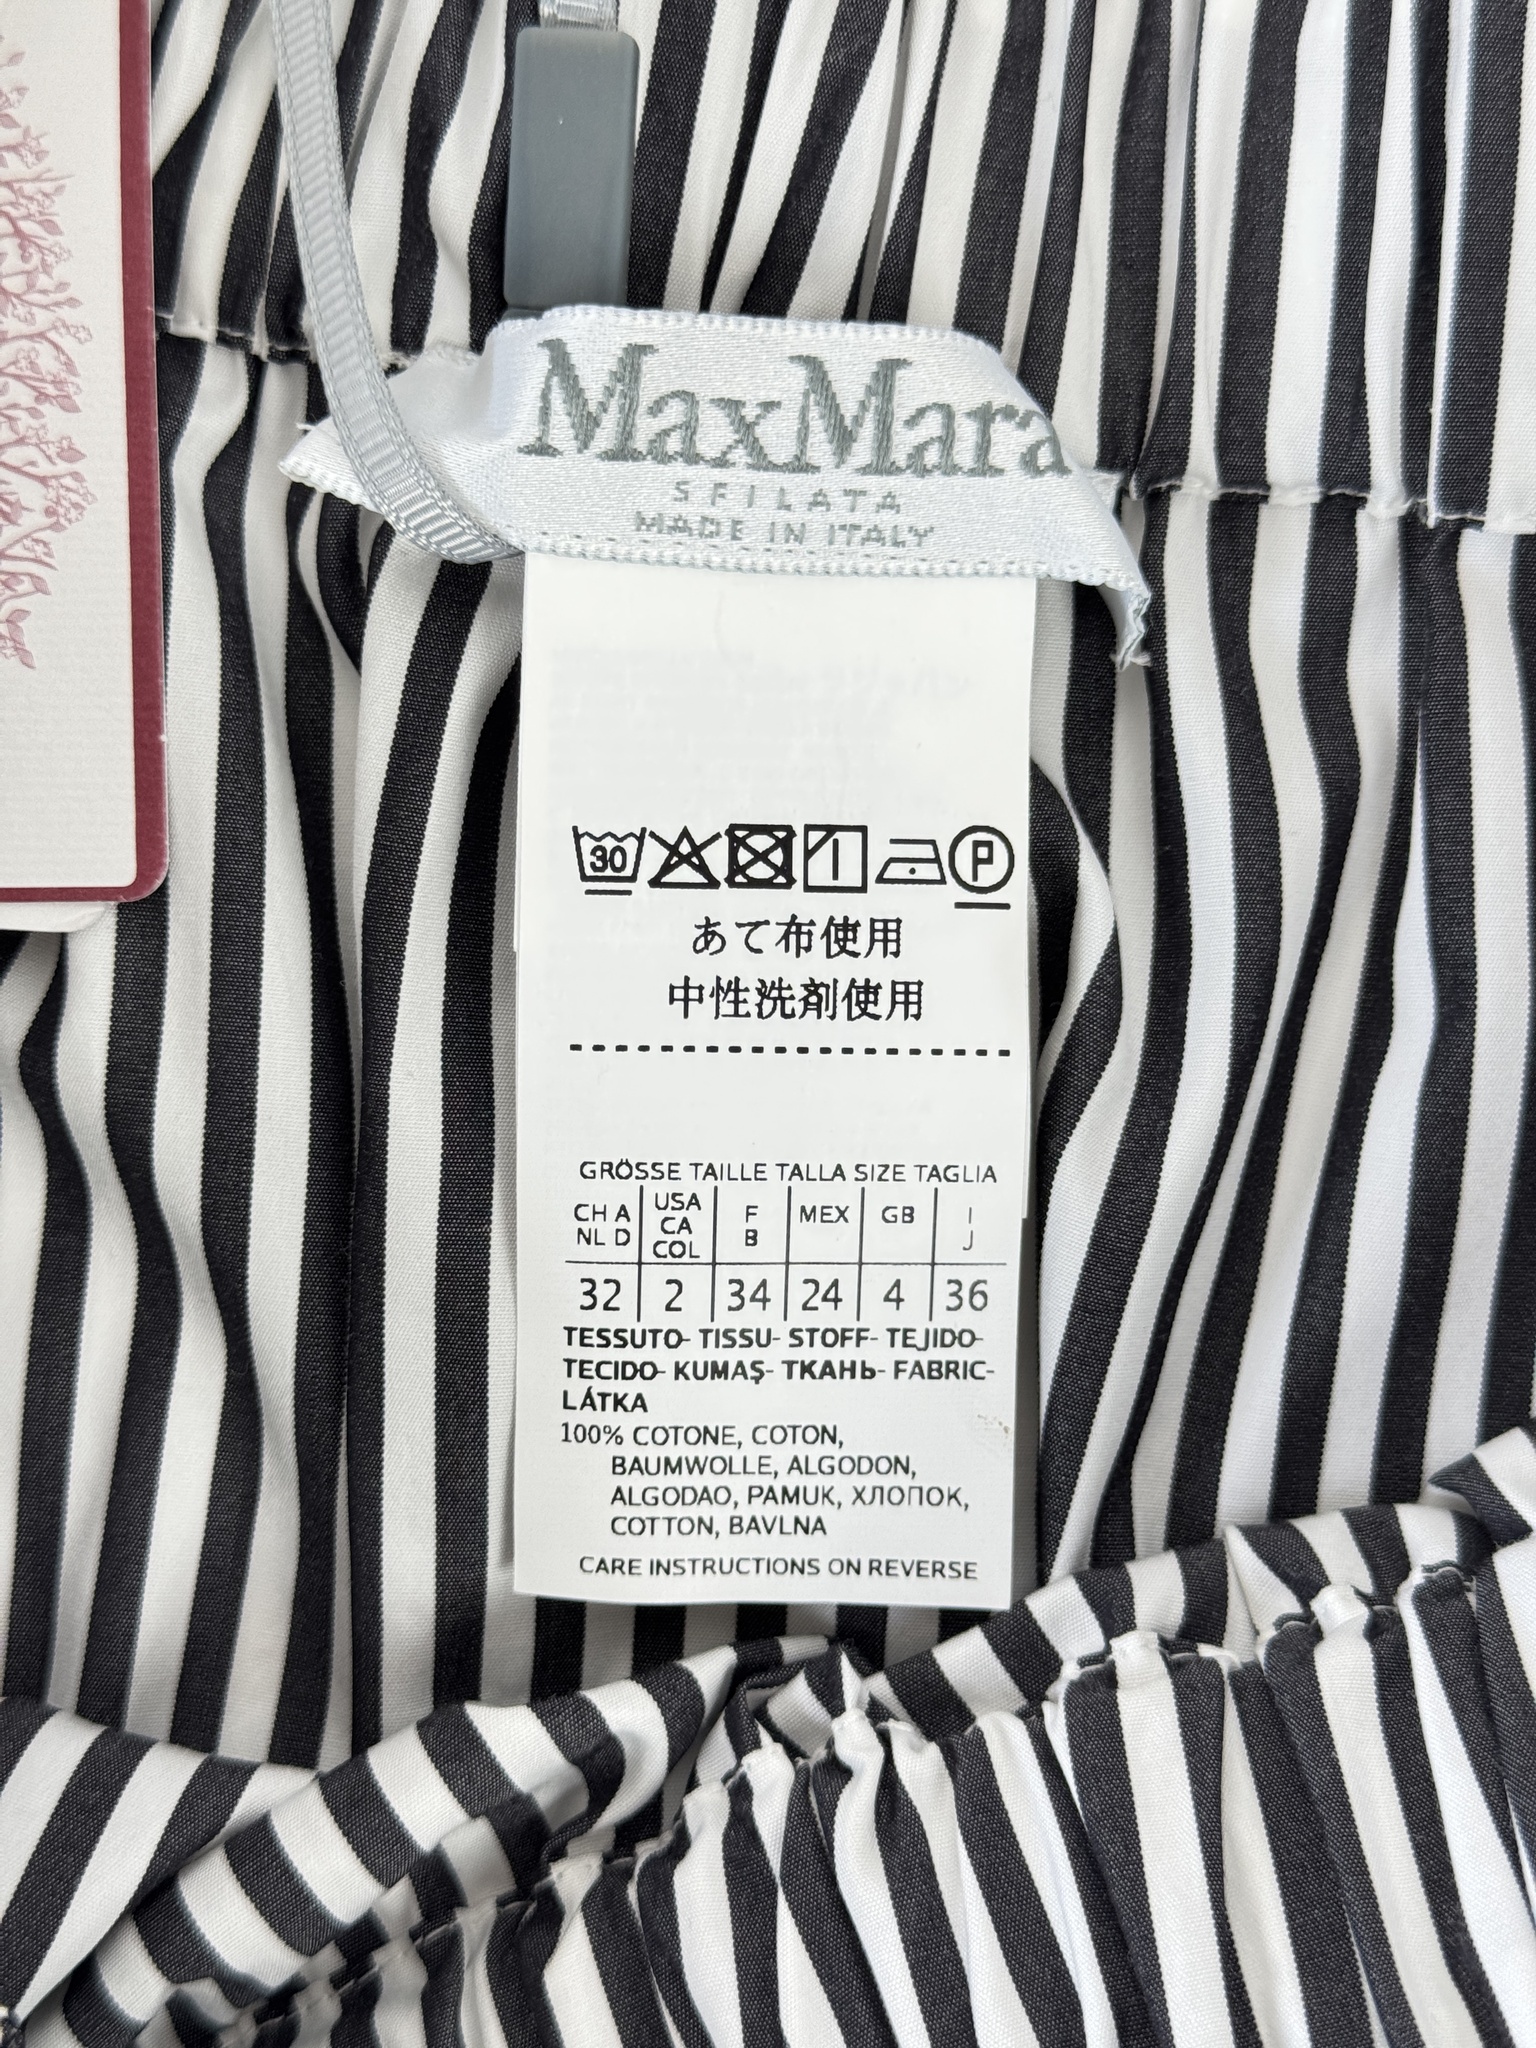 MaxMara
SFILATA
MADE IN ITALY
30 P
あて布使用
中性洗剤使用
GRÖSSE TAILLE TALLA SIZE TAGLIA
CH A NL D USA CA COL F B MEX GB I J
32 2 34 24 4 36
TESSUTO- TISSU- STOFF- TEJIDO-
TECIDO- KUMAŞ- ТКАНЬ- FABRIC-
LÁTKA
100% COTONE, COTON,
BAUMWOLLE, ALGODON,
ALGODAO, PAMUK, ХЛОПОК,
COTTON, BAVLNA
CARE INSTRUCTIONS ON REVERSE